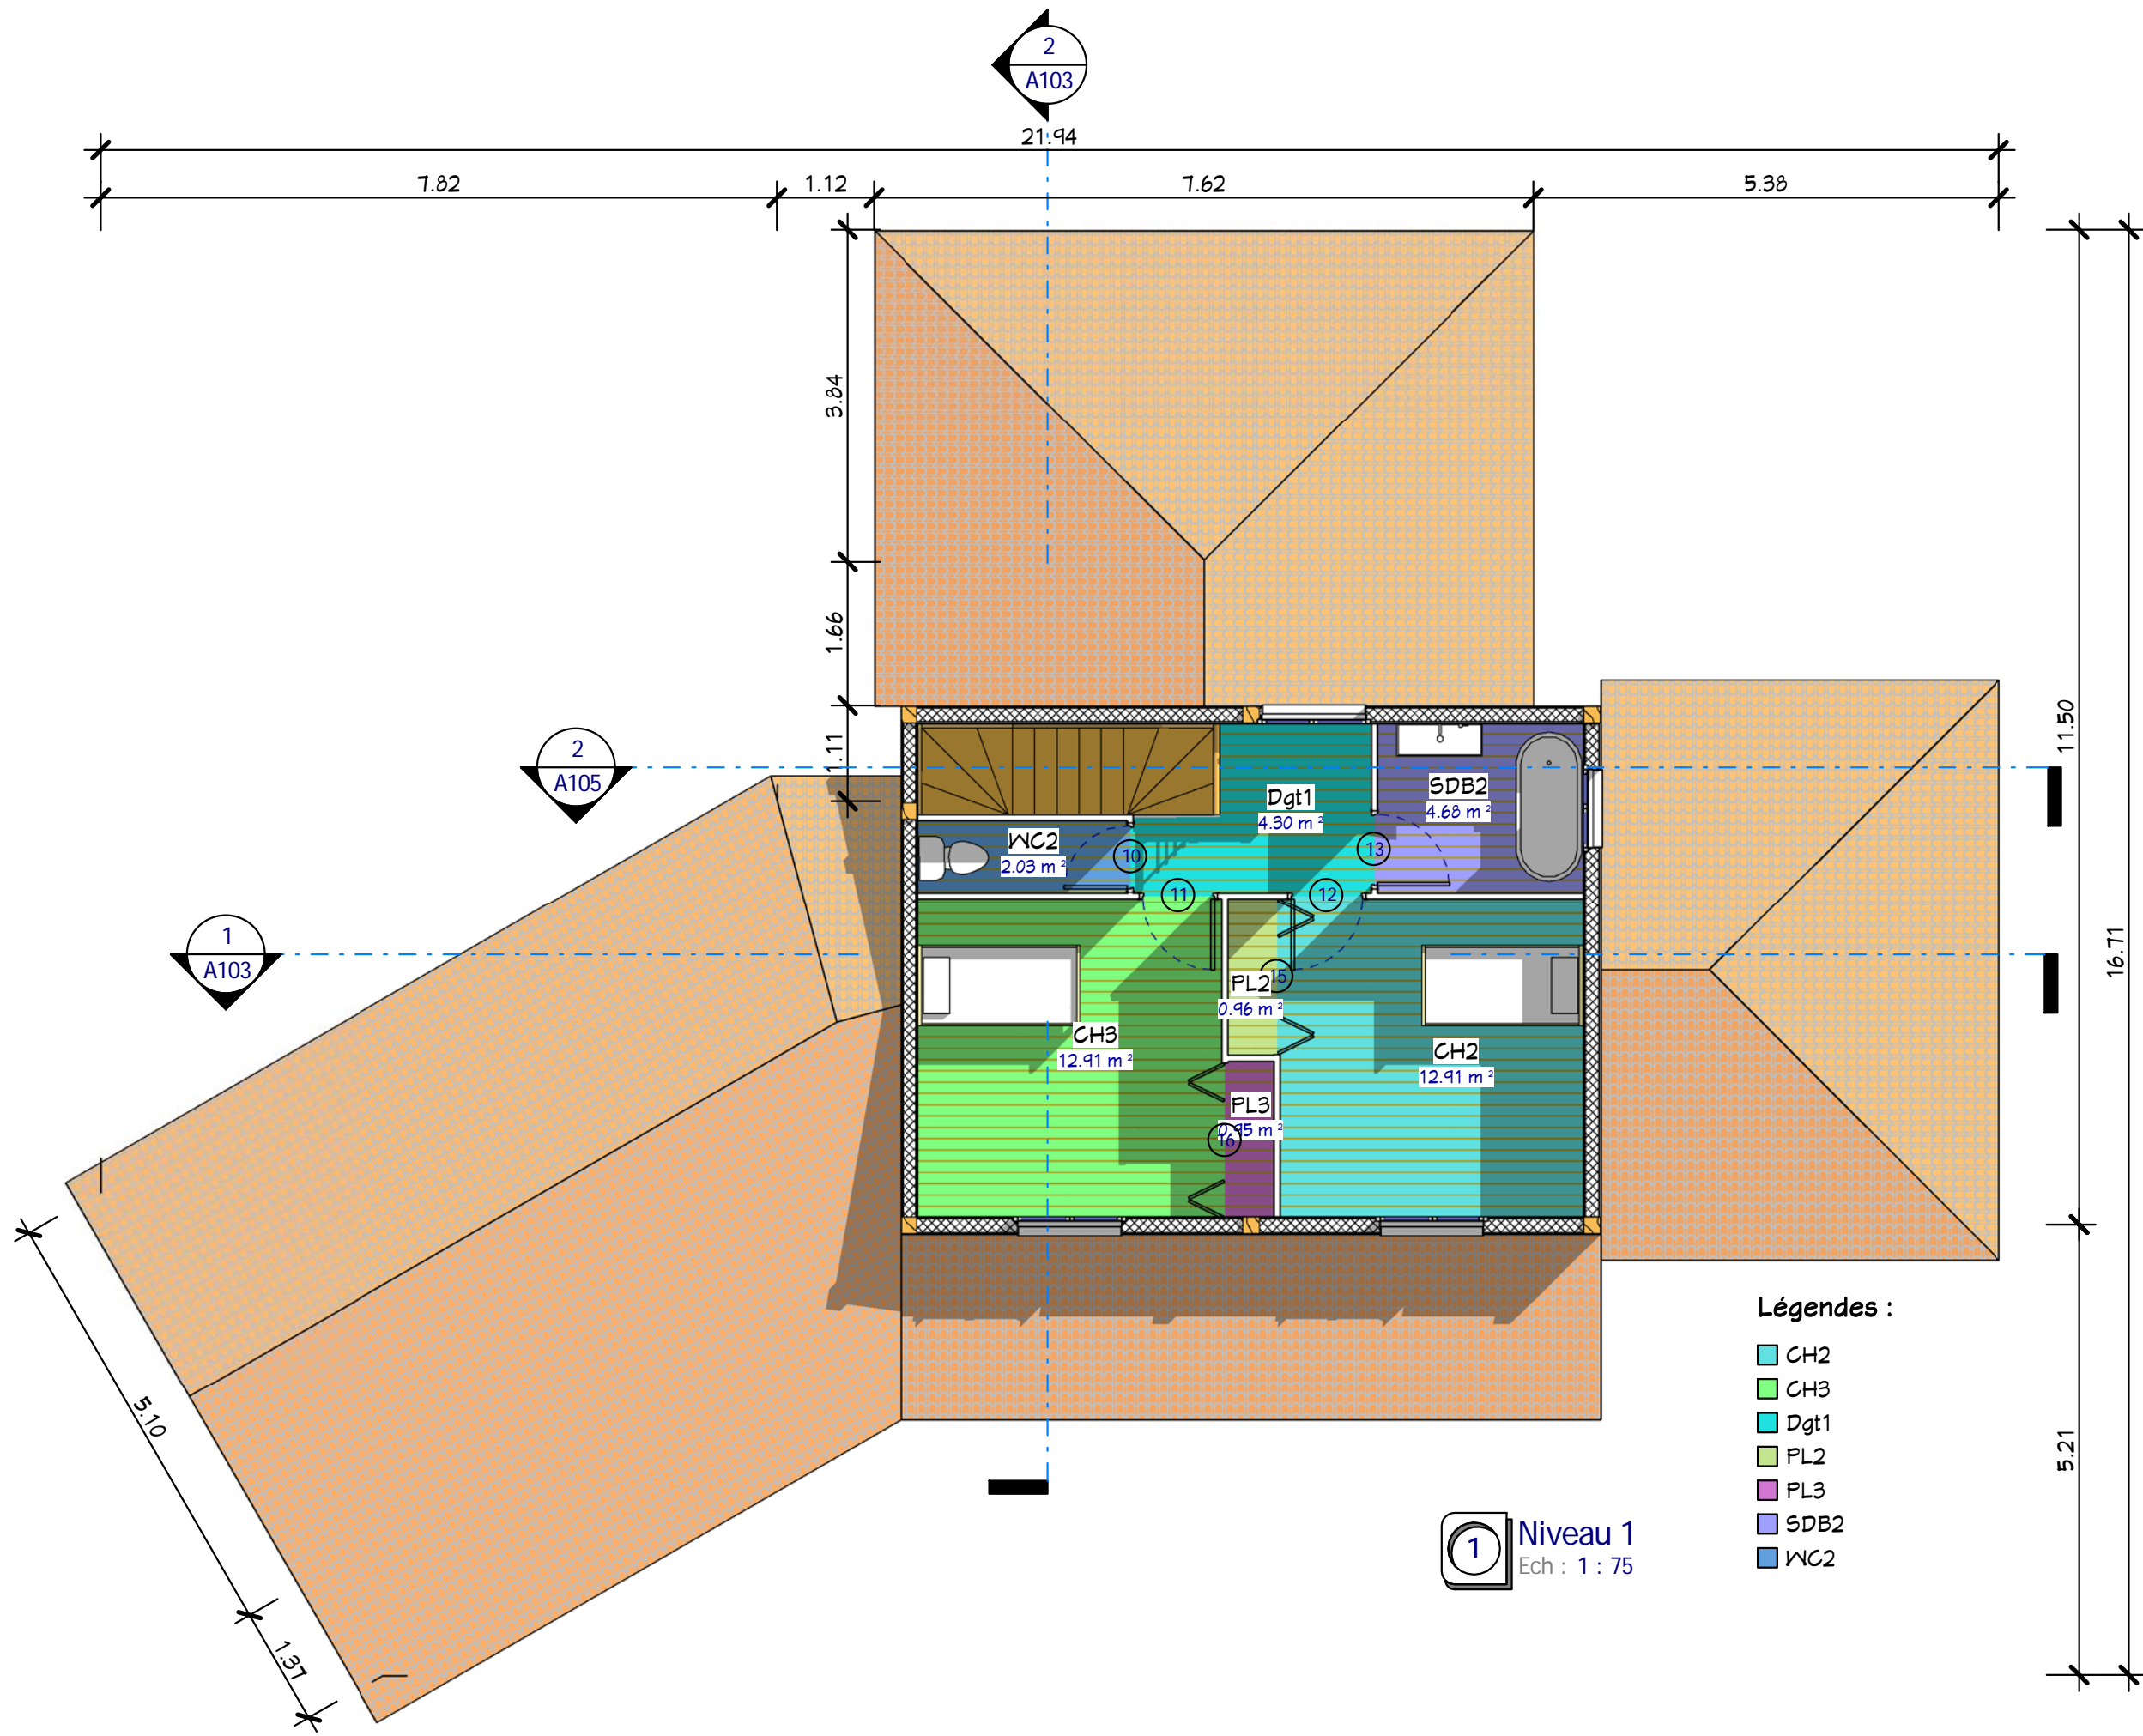 2
A103
21.94
7.82
1.12
7.62
5.38
3.84
1.66
1.11
11.50
16.71
5.21
2
A105
1
A103
Dgt1
4.30 m²
SDB2
4.68 m²
WC2
2.03 m²
10
13
11
12
15
PL2
0.96 m²
CH3
12.91 m²
CH2
12.91 m²
PL3
0.95 m²
16
5.10
1.37
Légendes :
CH2
CH3
Dgt1
PL2
PL3
SDB2
WC2
1
Niveau 1
Ech : 1 : 75